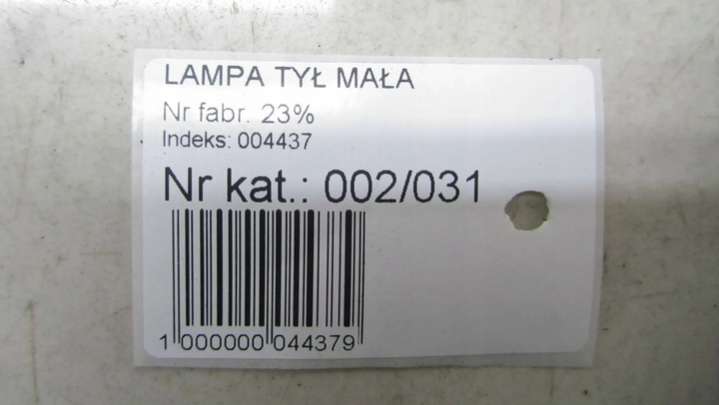 LAMPA TYŁ MAŁA
Nr fabr. 23%
Indeks: 004437
Nr kat.: 002/031
1 000000 044379